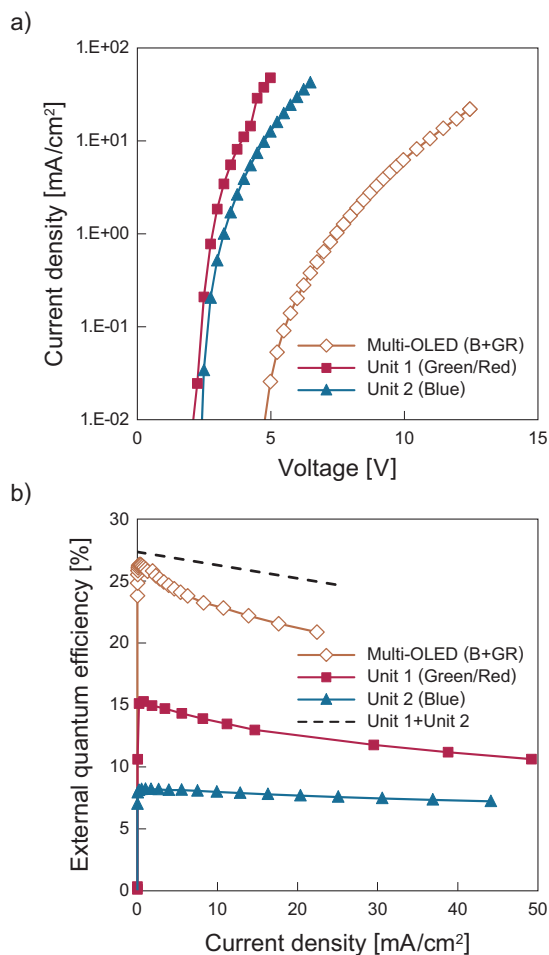 a)
Current density [mA/cm²]
1.E+02
1.E+01
1.E+00
1.E-01
1.E-02
Multi-OLED (B+GR)
Unit 1 (Green/Red)
Unit 2 (Blue)
0 5 10 15
Voltage [V]
b)
External quantum efficiency [%]
30
25
20
15
10
5
0
Multi-OLED (B+GR)
Unit 1 (Green/Red)
Unit 2 (Blue)
Unit 1+Unit 2
0 10 20 30 40 50
Current density [mA/cm²]